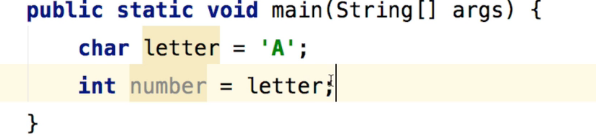 public static void main(String[] args) {
    char letter = 'A';
    int number = letter;
}